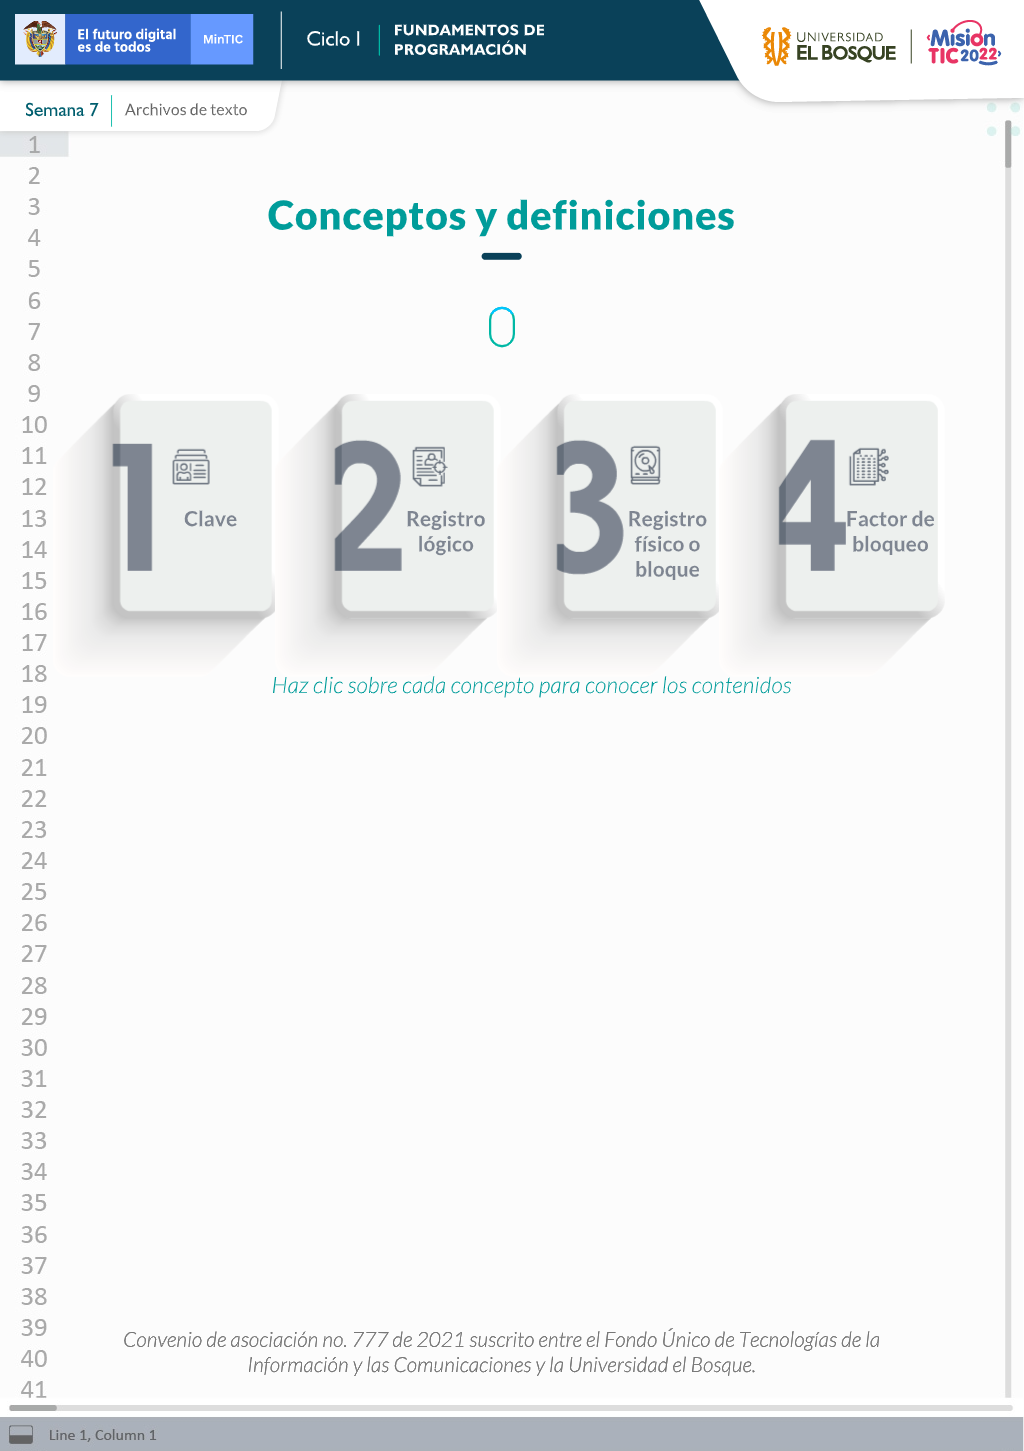 El futuro digital
es de todos
MinTIC
Ciclo I
FUNDAMENTOS DE
PROGRAMACIÓN
UNIVERSIDAD
EL BOSQUE
Misión
TIC2022
Semana 7
Archivos de texto
1
2
3
4
5
6
7
8
9
10
11
12
13
14
15
16
17
18
19
20
21
22
23
24
25
26
27
28
29
30
31
32
33
34
35
36
37
38
39
40
41
Conceptos y definiciones
1
Clave
2
Registro
lógico
3
Registro
físico o
bloque
4
Factor de
bloqueo
Haz clic sobre cada concepto para conocer los contenidos
Convenio de asociación no. 777 de 2021 suscrito entre el Fondo Único de Tecnologías de la
Información y las Comunicaciones y la Universidad el Bosque.
Line 1, Column 1